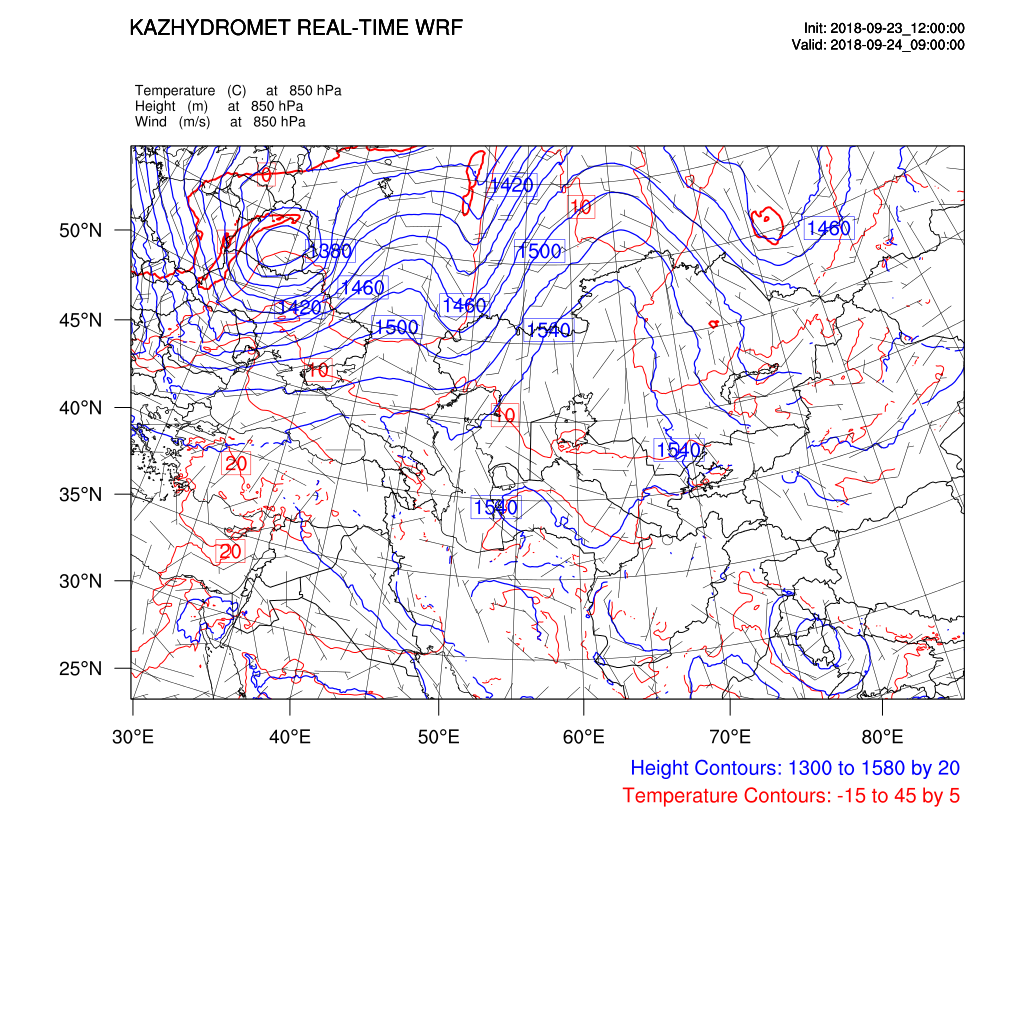 KAZHYDROMET REAL-TIME WRF
Init: 2018-09-23_12:00:00
Valid: 2018-09-24_09:00:00
Temperature (C) at 850 hPa
Height (m) at 850 hPa
Wind (m/s) at 850 hPa
0
1420
10
50°N
1460
1380
1500
1460
1420
1460
45°N
1500
1540
10
40°N
10
1540
20
35°N
1540
20
30°N
25°N
30°E
40°E
50°E
60°E
70°E
80°E
Height Contours: 1300 to 1580 by 20
Temperature Contours: -15 to 45 by 5